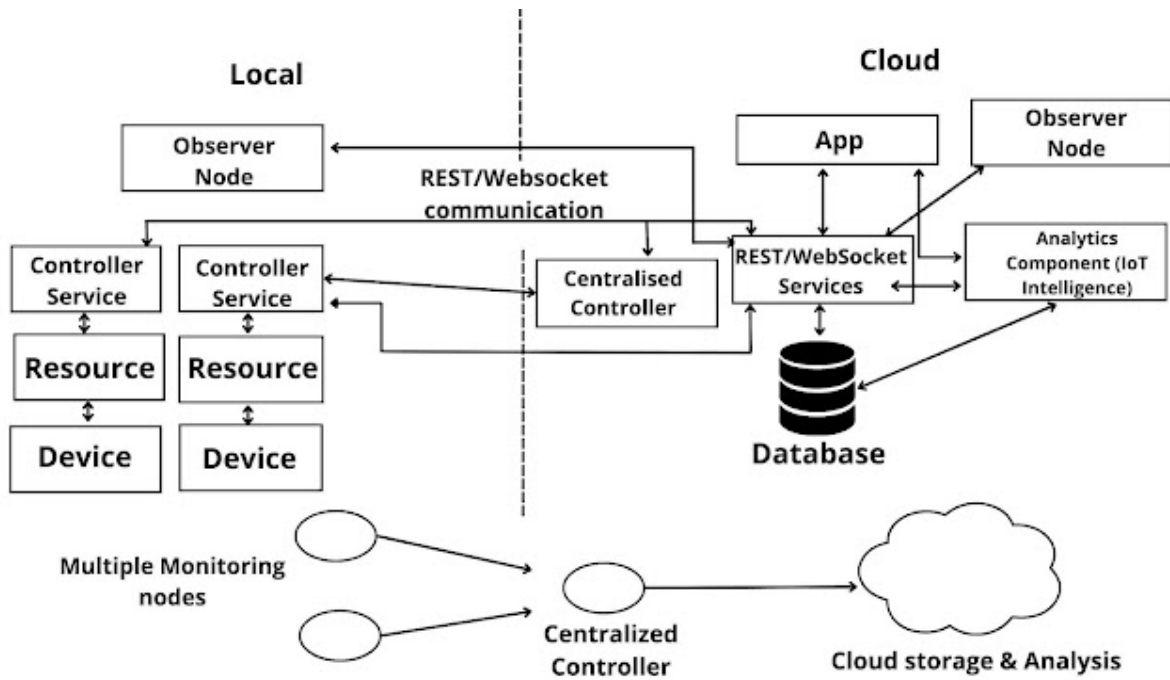 Local
Cloud
Observer
Node
App
Observer
Node
REST/Websocket
communication
Controller
Service
Controller
Service
Centralised
Controller
REST/WebSocket
Services
Analytics
Component (IoT
Intelligence)
Resource
Resource
Device
Device
Database
Multiple Monitoring
nodes
Centralized
Controller
Cloud storage & Analysis